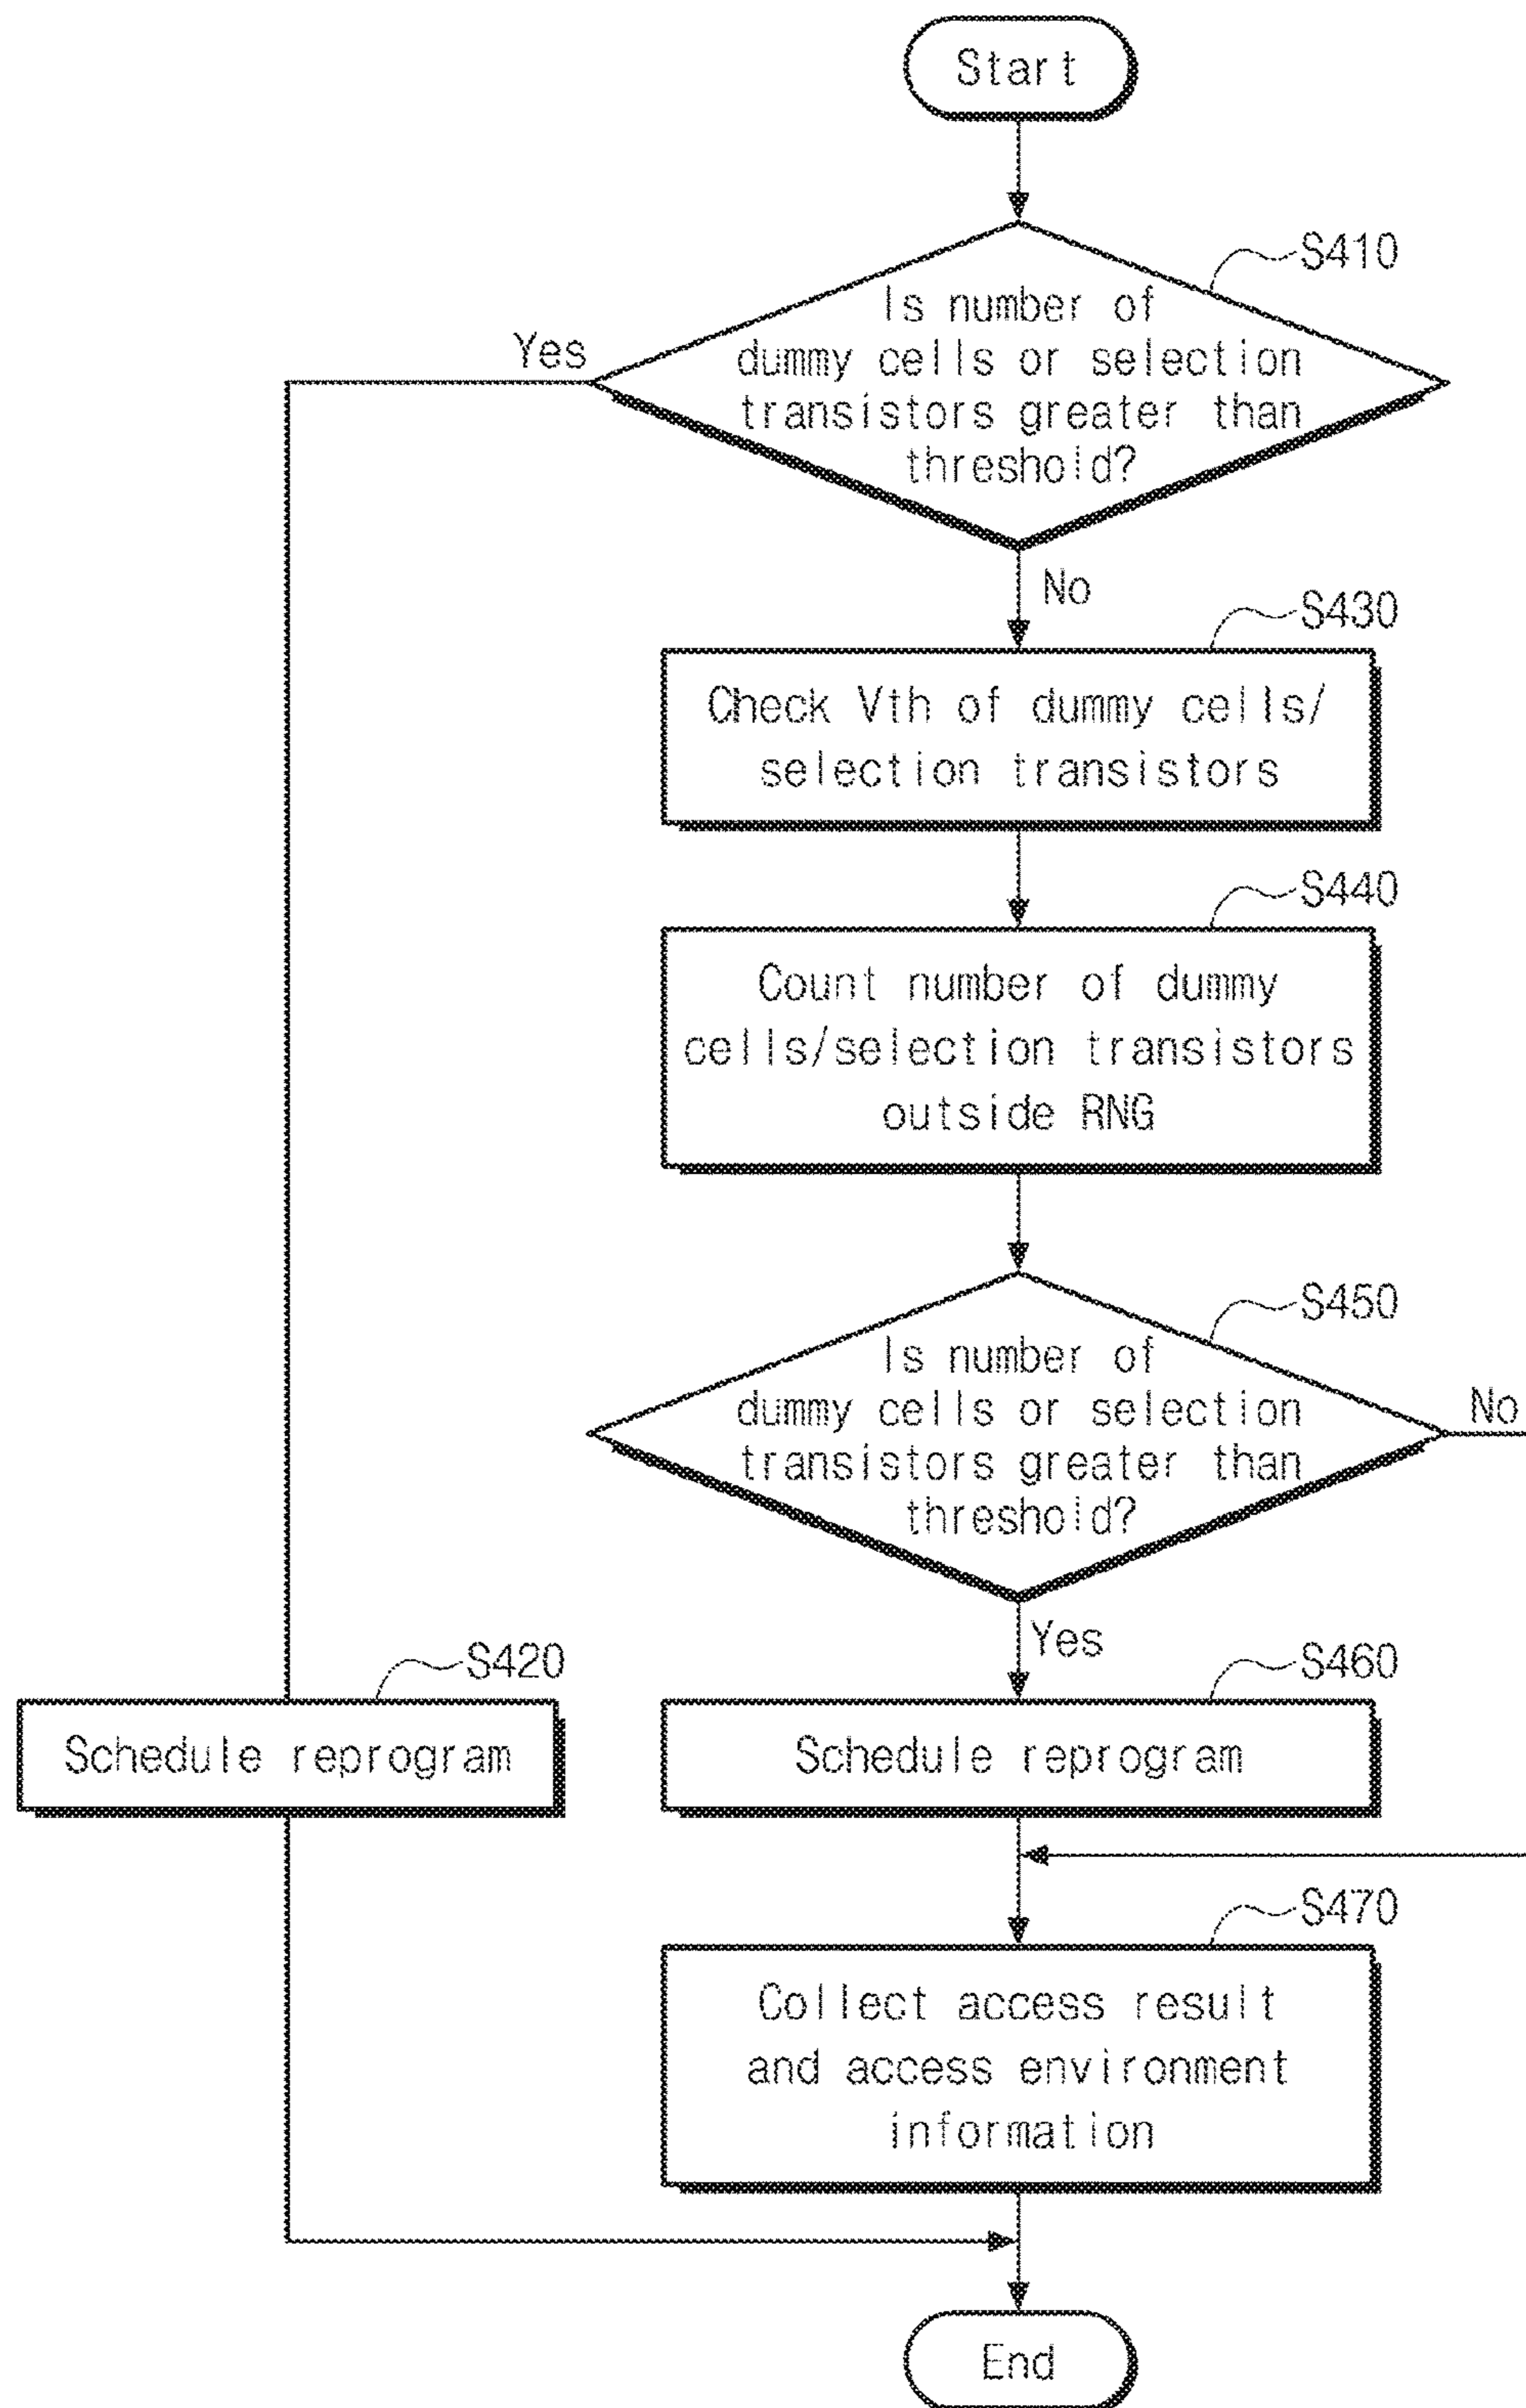 Start
S410
Is number of
dummy cells or selection
transistors greater than
threshold?
Yes
No
S430
Check Vth of dummy cells/
selection transistors
S440
Count number of dummy
cells/selection transistors
outside RNG
S450
Is number of
dummy cells or selection
transistors greater than
threshold?
No
Yes
S420
Schedule reprogram
S460
Schedule reprogram
S470
Collect access result
and access environment
information
End